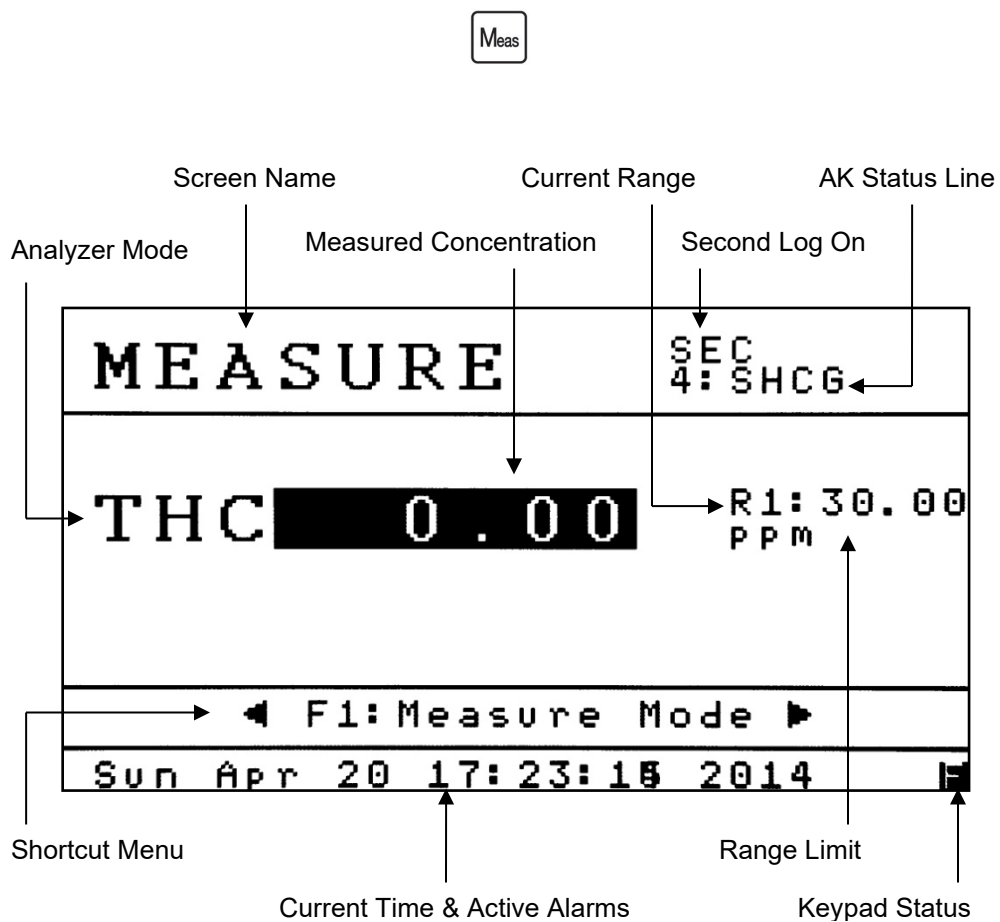 Meas
Screen Name
Current Range
AK Status Line
Analyzer Mode
Measured Concentration
Second Log On
MEASURE
SEC
4:SHCG
THC 0.00
R1:30.00
ppm
◀ F1:Measure Mode ▶
Sun Apr 20 2014
Shortcut Menu
Range Limit
Current Time & Active Alarms
Keypad Status